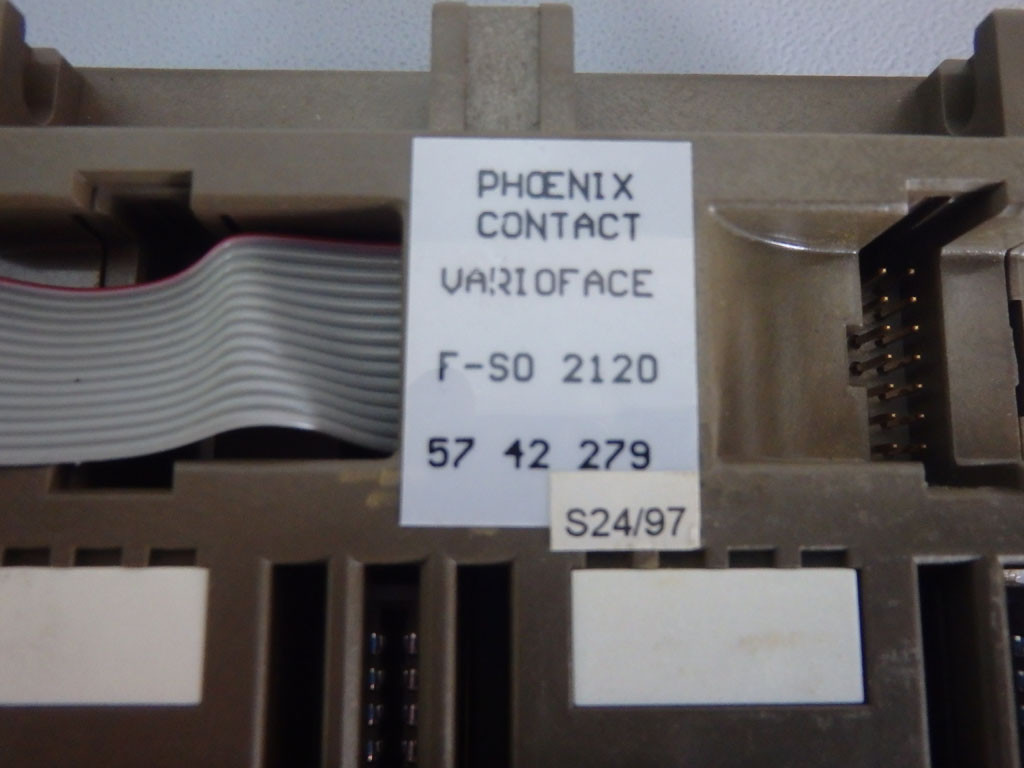 PHŒNIX
CONTACT
VARIOFACE
F-SO 2120
57 42 279
S24/97